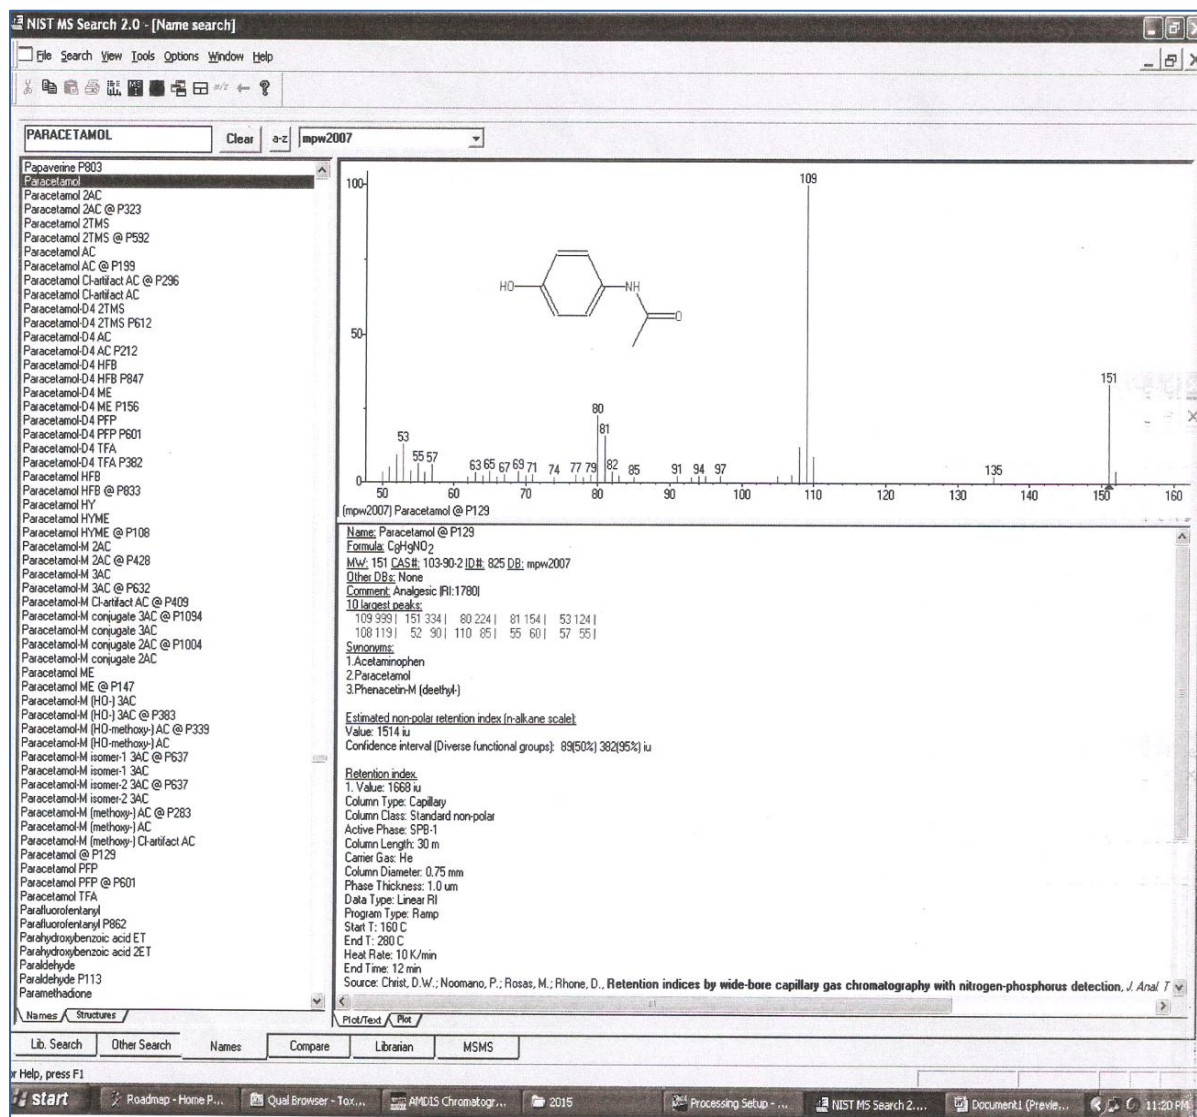 NIST MS Search 2.0 - [Name search]
File Search View Tools Options Window Help
PARACETAMOL Clear a-z mpw2007
Papaverine P803
Paracetamol
Paracetamol 2AC
Paracetamol 2AC @ P323
Paracetamol 2TMS
Paracetamol 2TMS @ P592
Paracetamol AC
Paracetamol AC @ P199
Paracetamol Cl-artifact AC @ P296
Paracetamol Cl-artifact AC
Paracetamol-D4 2TMS
Paracetamol-D4 2TMS P612
Paracetamol-D4 AC
Paracetamol-D4 AC P212
Paracetamol-D4 HFB
Paracetamol-D4 HFB P847
Paracetamol-D4 ME
Paracetamol-D4 ME P156
Paracetamol-D4 PFP
Paracetamol-D4 PFP P601
Paracetamol-D4 TFA
Paracetamol-D4 TFA P382
Paracetamol HFB
Paracetamol HFB @ P833
Paracetamol HY
Paracetamol HYME
Paracetamol HYME @ P108
Paracetamol-M 2AC
Paracetamol-M 2AC @ P428
Paracetamol-M 3AC
Paracetamol-M 3AC @ P632
Paracetamol-M Cl-artifact AC @ P409
Paracetamol-M conjugate 3AC @ P1094
Paracetamol-M conjugate 3AC
Paracetamol-M conjugate 2AC @ P1004
Paracetamol-M conjugate 2AC
Paracetamol ME
Paracetamol ME @ P147
Paracetamol-M (HO-) 3AC
Paracetamol-M (HO-) 3AC @ P383
Paracetamol-M (HO-methoxy-) AC @ P339
Paracetamol-M (HO-methoxy-) AC
Paracetamol-M isomer-1 3AC @ P637
Paracetamol-M isomer-1 3AC
Paracetamol-M isomer-2 3AC @ P637
Paracetamol-M isomer-2 3AC
Paracetamol-M (methoxy-) AC @ P283
Paracetamol-M (methoxy-) AC
Paracetamol-M (methoxy-) Cl-artifact AC
Paracetamol @ P129
Paracetamol PFP
Paracetamol PFP @ P601
Paracetamol TFA
Parafluorofentanyl
Parafluorofentanyl P862
Parahydroxybenzoic acid ET
Parahydroxybenzoic acid 2ET
Paraldehyde
Paraldehyde P113
Paramethadione
Names Structures
100
109
HO NH
O
50
151
80
81
53
55 57 63 65 67 69 71 74 77 79 82 85 91 94 97 135
0
50 60 70 80 90 100 110 120 130 140 150 160
(mpw2007) Paracetamol @ P129
Name: Paracetamol @ P129
Formula: C8H9NO2
MW: 151 CAS#: 103-90-2 ID#: 825 DB: mpw2007
Other DBs: None
Comment: Analgesic |RI:1780|
10 largest peaks:
109 999 | 151 334 | 80 224 | 81 154 | 53 124 |
108 119 | 52 90 | 110 85 | 55 60 | 57 55 |
Synonyms:
1.Acetaminophen
2.Paracetamol
3.Phenacetin-M (deethyl-)
Estimated non-polar retention index (n-alkane scale):
Value: 1514 iu
Confidence interval (Diverse functional groups): 89(50%) 382(95%) iu
Retention index.
1. Value: 1668 iu
Column Type: Capillary
Column Class: Standard non-polar
Active Phase: SPB-1
Column Length: 30 m
Carrier Gas: He
Column Diameter: 0.75 mm
Phase Thickness: 1.0 um
Data Type: Linear RI
Program Type: Ramp
Start T: 160 C
End T: 280 C
Heat Rate: 10 K/min
End Time: 12 min
Source: Christ, D.W.; Noomano, P.; Rosas, M.; Rhone, D., Retention indices by wide-bore capillary gas chromatography with nitrogen-phosphorus detection, J. Anal. T
Plot/Text Plot
Lib. Search Other Search Names Compare Librarian MSMS
or Help, press F1
start Roadmap - Home P... Qual Browser - Tox... AMDIS Chromatogr... 2015 Processing Setup - ... NIST MS Search 2.... Document1 (Previe... 11:20 PM